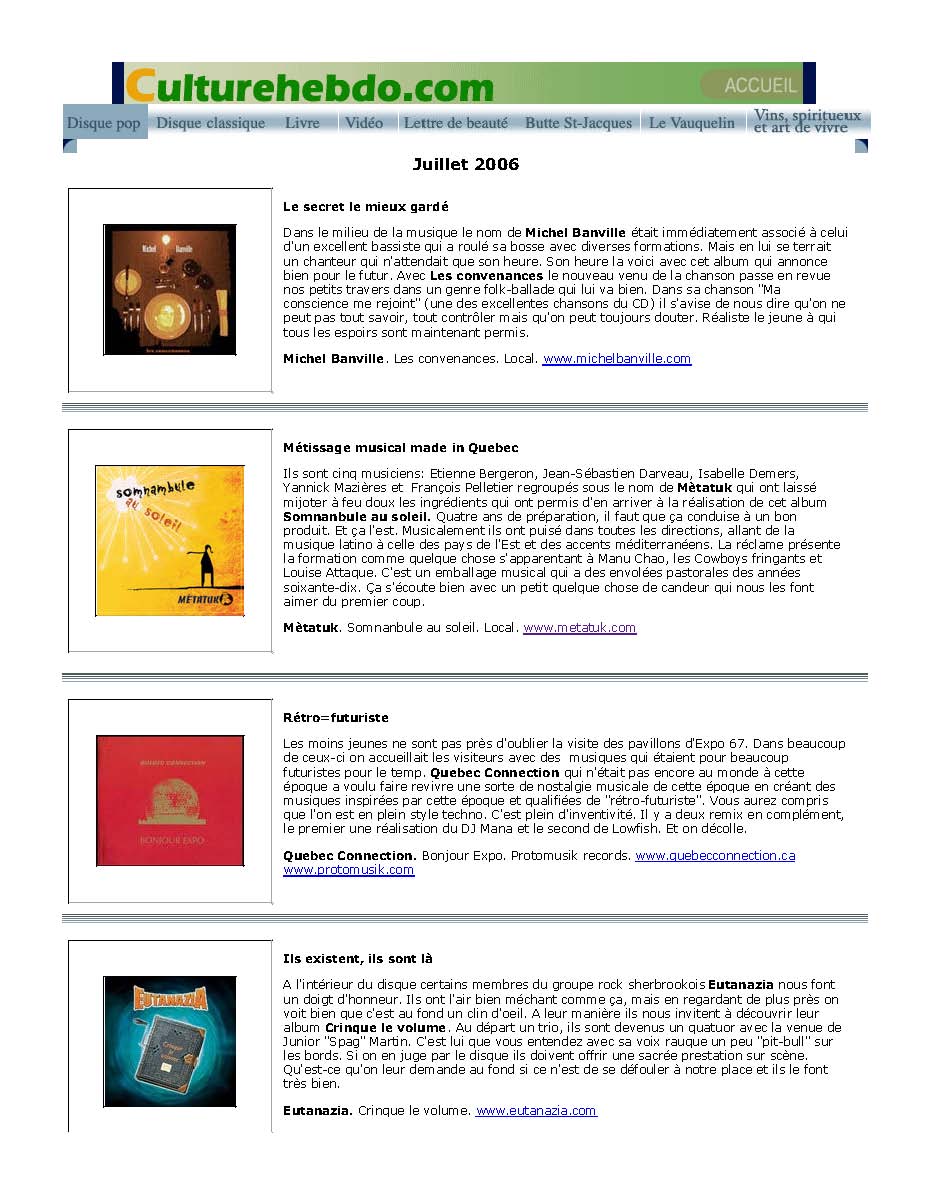 Culturehebdo.com
ACCUEIL
Disque pop Disque classique Livre Vidéo Lettre de beauté Butte St-Jacques Le Vauquelin Vins, spiritueux
et art de vivre
Juillet 2006
Le secret le mieux gardé
Michel Banville
les convenances
Dans le milieu de la musique le nom de Michel Banville était immédiatement associé à celui
d'un excellent bassiste qui a roulé sa bosse avec diverses formations. Mais en lui se terrait
un chanteur qui n'attendait que son heure. Son heure la voici avec cet album qui annonce
bien pour le futur. Avec Les convenances le nouveau venu de la chanson passe en revue
nos petits travers dans un genre folk-ballade qui lui va bien. Dans sa chanson "Ma
conscience me rejoint" (une des excellentes chansons du CD) il s'avise de nous dire qu'on ne
peut pas tout savoir, tout contrôler mais qu'on peut toujours douter. Réaliste le jeune à qui
tous les espoirs sont maintenant permis.
Michel Banville. Les convenances. Local. www.michelbanville.com
Métissage musical made in Quebec
somnambule
au soleil
MÈTATUK
Ils sont cinq musiciens: Etienne Bergeron, Jean-Sébastien Darveau, Isabelle Demers,
Yannick Mazières et François Pelletier regroupés sous le nom de Mètatuk qui ont laissé
mijoter à feu doux les ingrédients qui ont permis d'en arriver à la réalisation de cet album
Somnanbule au soleil. Quatre ans de préparation, il faut que ça conduise à un bon
produit. Et ça l'est. Musicalement ils ont puisé dans toutes les directions, allant de la
musique latino à celle des pays de l'Est et des accents méditerranéens. La réclame présente
la formation comme quelque chose s'apparentant à Manu Chao, les Cowboys fringants et
Louise Attaque. C'est un emballage musical qui a des envolées pastorales des années
soixante-dix. Ça s'écoute bien avec un petit quelque chose de candeur qui nous les font
aimer du premier coup.
Mètatuk. Somnanbule au soleil. Local. www.metatuk.com
Rétro=futuriste
QUEBEC CONNECTION
BONJOUR EXPO
Les moins jeunes ne sont pas près d'oublier la visite des pavillons d'Expo 67. Dans beaucoup
de ceux-ci on accueillait les visiteurs avec des musiques qui étaient pour beaucoup
futuristes pour le temp. Quebec Connection qui n'était pas encore au monde à cette
époque a voulu faire revivre une sorte de nostalgie musicale de cette époque en créant des
musiques inspirées par cette époque et qualifiées de "rétro-futuriste". Vous aurez compris
que l'on est en plein style techno. C'est plein d'inventivité. Il y a deux remix en complément,
le premier une réalisation du DJ Mana et le second de Lowfish. Et on décolle.
Quebec Connection. Bonjour Expo. Protomusik records. www.quebecconnection.ca
www.protomusik.com
Ils existent, ils sont là
EUTANAZIA
Crinque le volume
A l'intérieur du disque certains membres du groupe rock sherbrookois Eutanazia nous font
un doigt d'honneur. Ils ont l'air bien méchant comme ça, mais en regardant de plus près on
voit bien que c'est au fond un clin d'oeil. A leur manière ils nous invitent à découvrir leur
album Crinque le volume. Au départ un trio, ils sont devenus un quatuor avec la venue de
Junior "Spag" Martin. C'est lui que vous entendez avec sa voix rauque un peu "pit-bull" sur
les bords. Si on en juge par le disque ils doivent offrir une sacrée prestation sur scène.
Qu'est-ce qu'on leur demande au fond si ce n'est de se défouler à notre place et ils le font
très bien.
Eutanazia. Crinque le volume. www.eutanazia.com